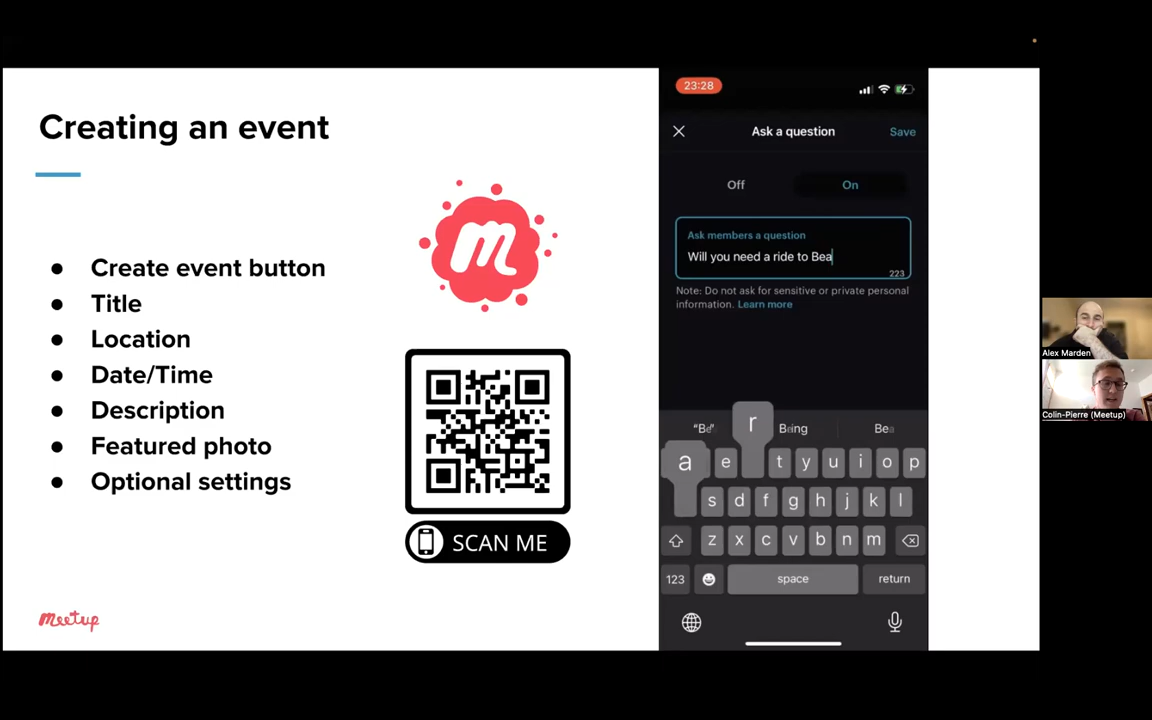 Creating an event
● Create event button
● Title
● Location
● Date/Time
● Description
● Featured photo
● Optional settings
m
SCAN ME
Meetup
23:28
Ask a question
Save
Off
On
Ask members a question
Will you need a ride to Bea
223
Note: Do not ask for sensitive or private personal
information. Learn more
"Be"
r
Being
Bea
a
e
t
y
u
i
o
p
s
d
f
g
h
j
k
l
z
x
c
v
b
n
m
123
space
return
Alex Marden
Colin-Pierre (Meetup)